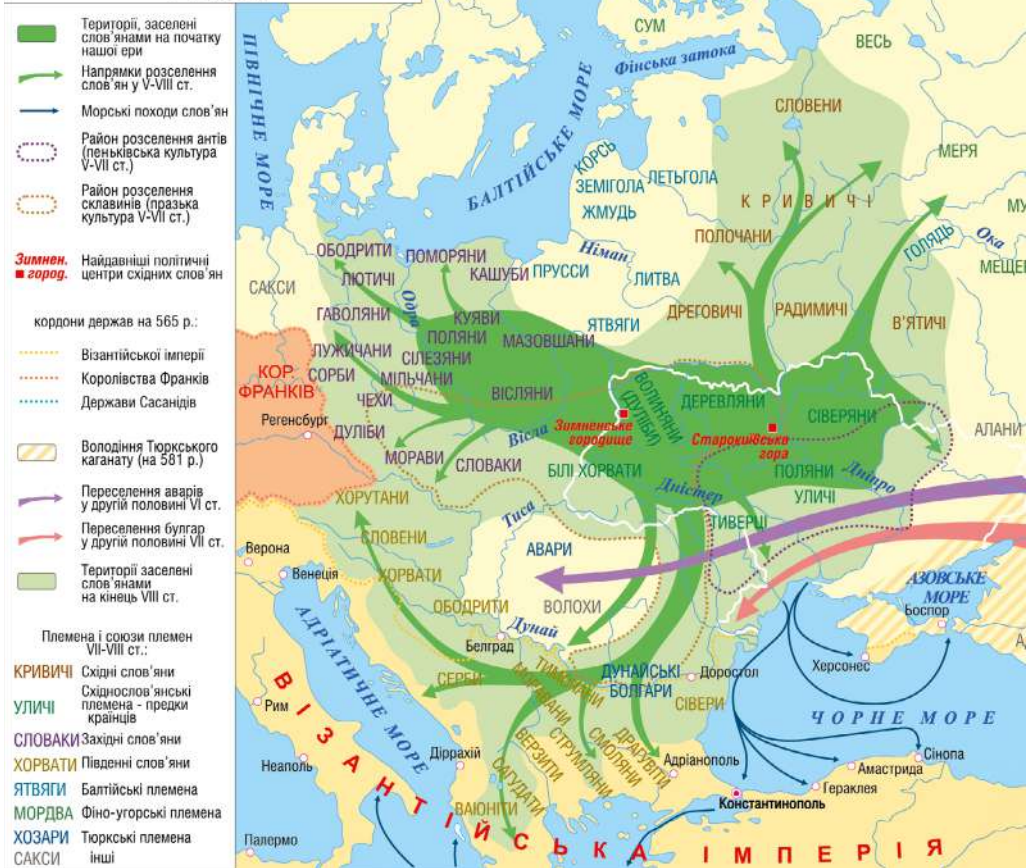 Території, заселені
слов'янами на початку
нашої ери
Напрямки розселення
слов'ян у V-VIII ст.
Морські походи слов'ян
Район розселення антів
(пеньківська культура
V-VII ст.)
Район розселення
склавинів (празька
культура V-VII ст.)
Зимнен.
город.
Найдавніші політичні
центри східних слов'ян
кордони держав на 565 р.:
Візантійської імперії
Королівства Франків
Держави Сасанідів
Володіння Тюркського
каганату (на 581 р.)
Переселення аварів
у другій половині VI ст.
Переселення булгар
у другій половині VII ст.
Території заселені
слов'янами
на кінець VIII ст.
Племена і союзи племен
VII-VIII ст.:
КРИВИЧІ Східні слов'яни
УЛИЧІ
Східнослов'янські
племена - предки
країнців
СЛОВАКИ Західні слов'яни
ХОРВАТИ Південні слов'яни
ЯТВЯГИ Балтійські племена
МОРДВА Фіно-угорські племена
ХОЗАРИ Тюркські племена
САКСИ інші
ПІВНІЧНЕ МОРЕ
БАЛТІЙСЬКЕ МОРЕ
СУМ
Фінська затока
ВЕСЬ
СЛОВЕНИ
МЕРЯ
КОРСЬ
ЛЕТЬГОЛА
ЗЕМІГОЛА
ЖМУДЬ
КРИВИЧІ
ПОЛОЧАНИ
ГОЛЯДЬ
МУ
Ока
МЕЩЕ
Німан
ОБОДРИТИ
ПОМОРЯНИ
КАШУБИ
ПРУССИ
ЛИТВА
САКСИ
ЛЮТИЧІ
Одра
ГАВОЛЯНИ
КУЯВИ
ПОЛЯНИ
МАЗОВШАНИ
ЯТВЯГИ
ДРЕГОВИЧІ
РАДИМИЧІ
В'ЯТИЧІ
ЛУЖИЧАНИ
СІЛЕЗЯНИ
СОРБИ
МІЛЬЧАНИ
КОР.
ФРАНКІВ
ЧЕХИ
ВІСЛЯНИ
ВОЛИНЯНИ
(ДУЛІБИ)
ДЕРЕВЛЯНИ
СІВЕРЯНИ
Регенсбург
ДУЛІБИ
Вісла
Зимненське
городище
Старокиївська
гора
АЛАНИ
МОРАВИ
СЛОВАКИ
БІЛІ ХОРВАТИ
ПОЛЯНИ
Дніпро
Дністер
УЛИЧІ
ХОРУТАНИ
Тиса
ТИВЕРЦІ
СЛОВЕНИ
АВАРИ
Верона
Венеція
ХОРВАТИ
ВОЛОХИ
ОБОДРИТИ
Дунай
АЗОВСЬКЕ
МОРЕ
Боспор
Херсонес
АДРІАТИЧНЕ МОРЕ
Белград
СЕРБИ
ТИМОЧАНИ
МОРАВАНИ
ДУНАЙСЬКІ
БОЛГАРИ
Доростол
СІВЕРИ
ЧОРНЕ МОРЕ
Рим
Неаполь
Діррахій
ВЕРЗИТИ
СТРУМЛЯНИ
СМОЛЯНИ
ДРАГУВІТИ
САГУДАТИ
ВАЮНІТИ
Адріанополь
Константинополь
Гераклея
Амастрида
Сінопа
Палермо
ВІЗАНТІЙСЬКА ІМПЕРІЯ